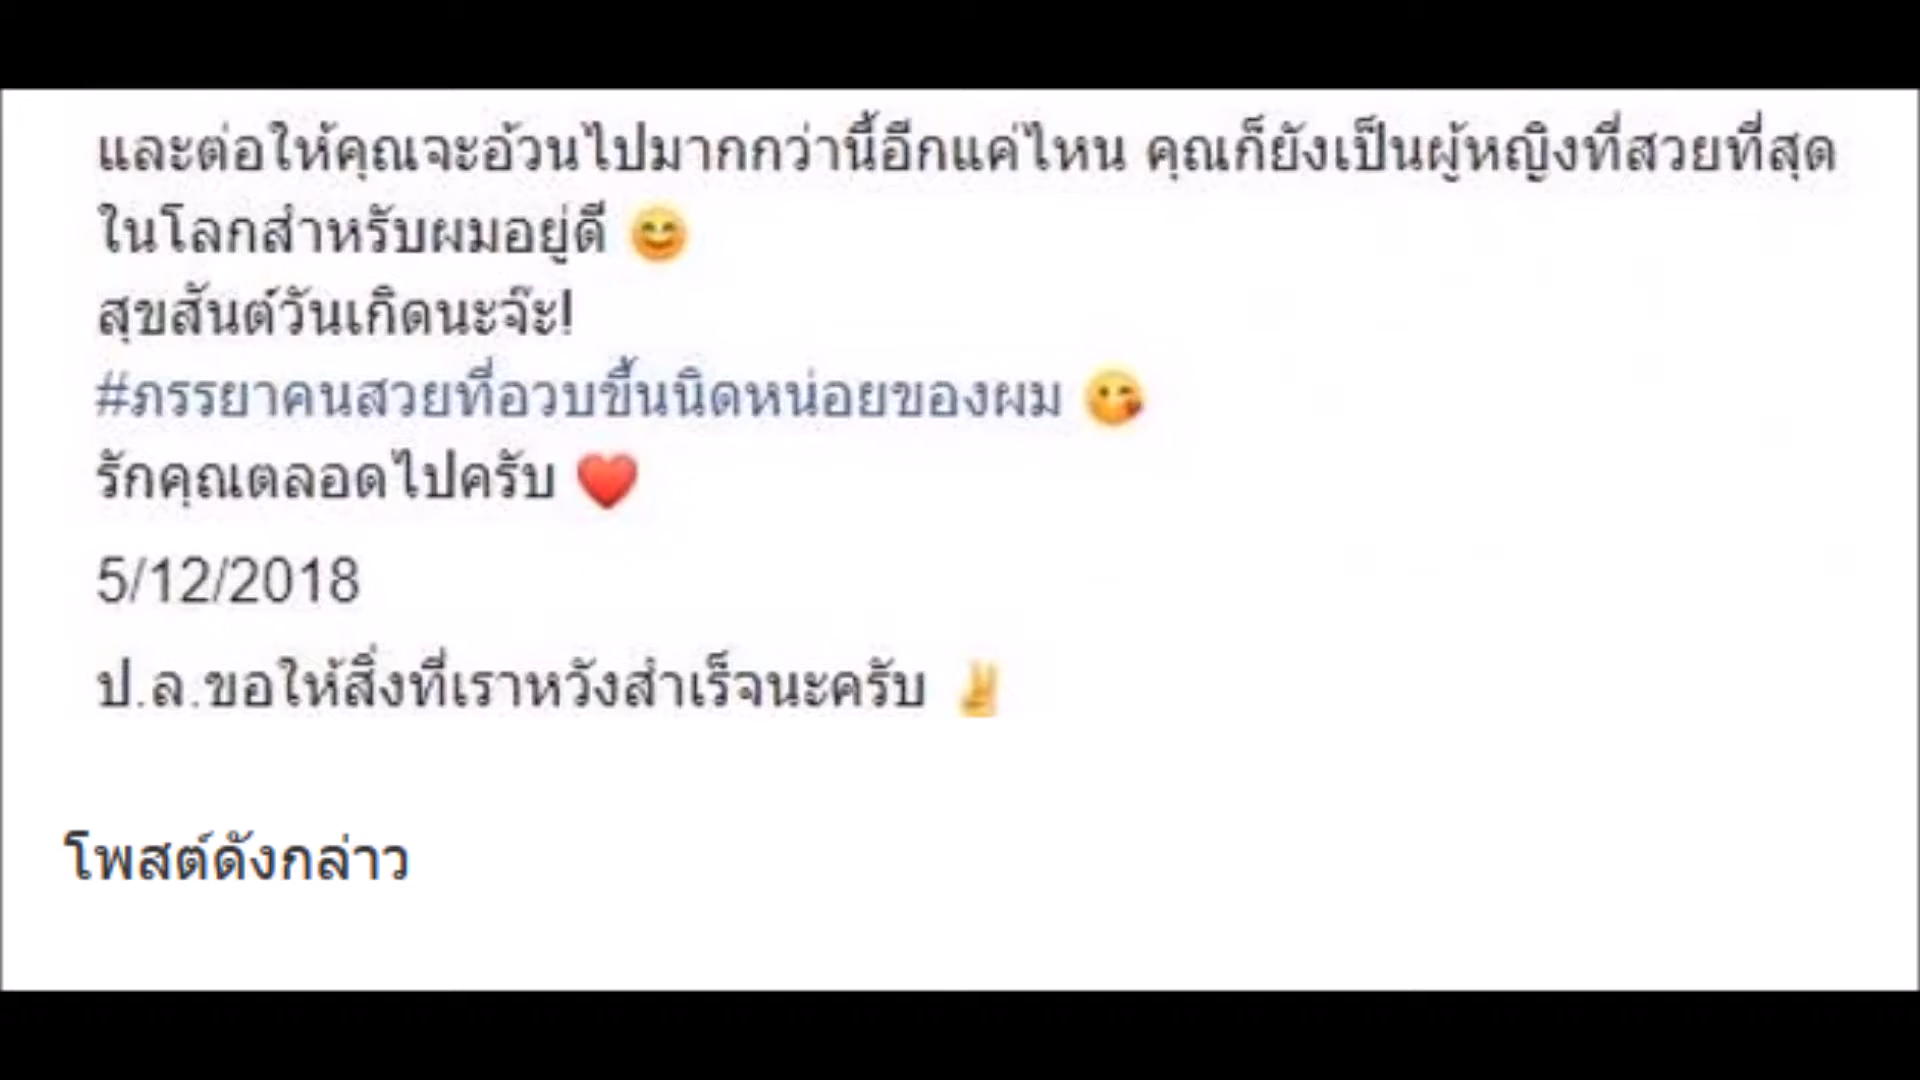 และต่อให้คุณจะอ้วนไปมากกว่านี้อีกแค่ไหน คุณก็ยังเป็นผู้หญิงที่สวยที่สุด
ในโลกสำหรับผมอยู่ดี 😊
สุขสันต์วันเกิดนะจ๊ะ!
#ภรรยาคนสวยที่อวบขึ้นนิดหน่อยของผม 😘
รักคุณตลอดไปครับ ❤️
5/12/2018
ป.ล.ขอให้สิ่งที่เราหวังสำเร็จนะครับ ✌️
โพสต์ดังกล่าว